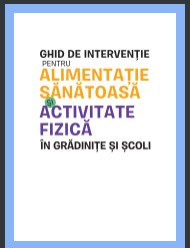 GHID DE INTERVENȚIE
PENTRU
ALIMENTAȚIE
SĂNĂTOASĂ
ȘI
ACTIVITATE
FIZICĂ
ÎN GRĂDINIȚE ȘI ȘCOLI